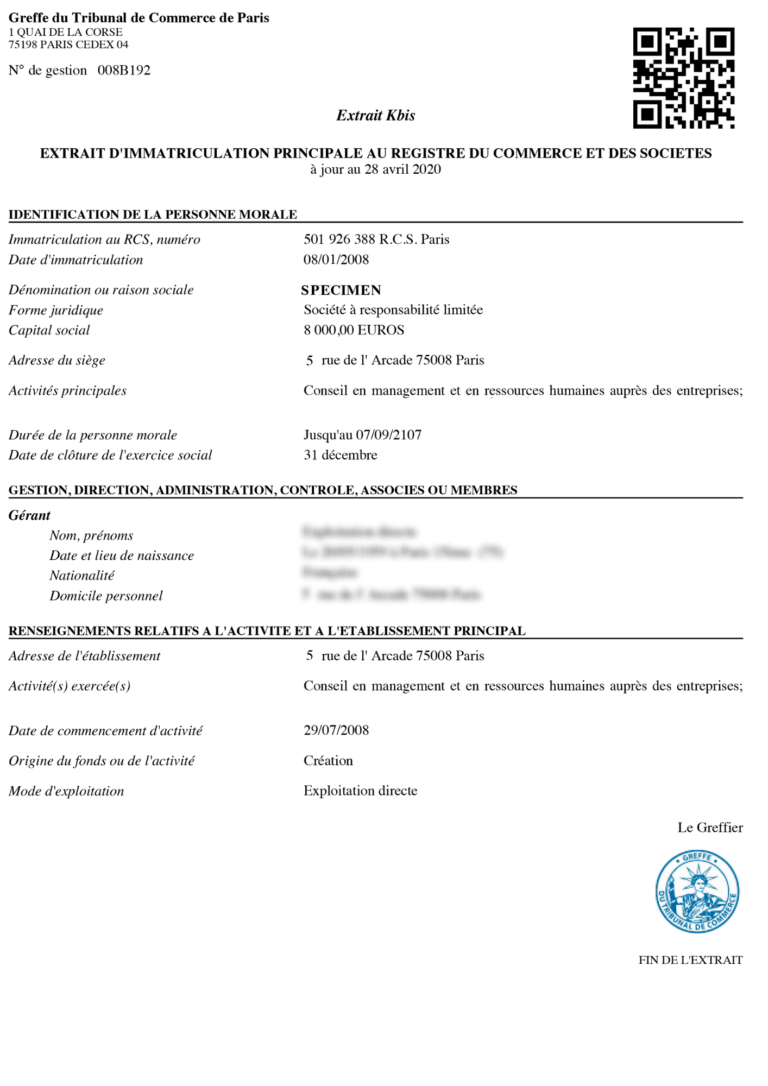 Greffe du Tribunal de Commerce de Paris
1 QUAI DE LA CORSE
75198 PARIS CEDEX 04
N° de gestion 008B192
Extrait Kbis
EXTRAIT D'IMMATRICULATION PRINCIPALE AU REGISTRE DU COMMERCE ET DES SOCIETES
à jour au 28 avril 2020
IDENTIFICATION DE LA PERSONNE MORALE
Immatriculation au RCS, numéro 501 926 388 R.C.S. Paris
Date d'immatriculation 08/01/2008
Dénomination ou raison sociale SPECIMEN
Forme juridique Société à responsabilité limitée
Capital social 8 000,00 EUROS
Adresse du siège 5 rue de l' Arcade 75008 Paris
Activités principales Conseil en management et en ressources humaines auprès des entreprises;
Durée de la personne morale Jusqu'au 07/09/2107
Date de clôture de l'exercice social 31 décembre
GESTION, DIRECTION, ADMINISTRATION, CONTROLE, ASSOCIES OU MEMBRES
Gérant
Nom, prénoms
Date et lieu de naissance
Nationalité
Domicile personnel
RENSEIGNEMENTS RELATIFS A L'ACTIVITE ET A L'ETABLISSEMENT PRINCIPAL
Adresse de l'établissement 5 rue de l' Arcade 75008 Paris
Activité(s) exercée(s) Conseil en management et en ressources humaines auprès des entreprises;
Date de commencement d'activité 29/07/2008
Origine du fonds ou de l'activité Création
Mode d'exploitation Exploitation directe
Le Greffier
GREFFE
DU TRIBUNAL DE COMMERCE
FIN DE L'EXTRAIT